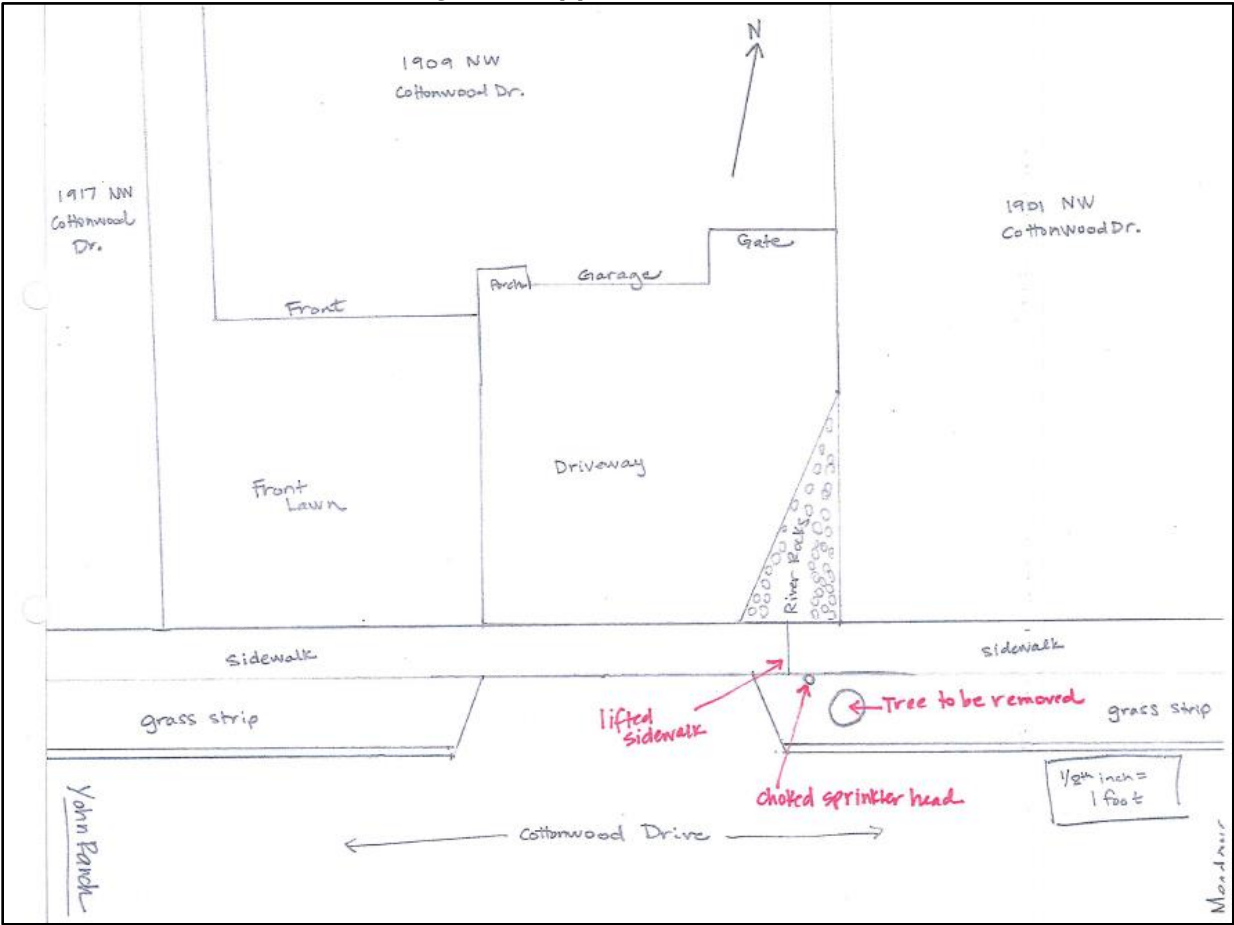 N
1909 NW
Cottonwood Dr.
1917 NW
Cottonwood
Dr.
1901 NW
Cottonwood Dr.
Gate
Porch
Garage
Front
Driveway
Front
Lawn
River Rocks
Sidewalk
sidewalk
grass strip
lifted
sidewalk
Tree to be removed
grass strip
choked sprinkler head
1/8th inch =
1 foot
Cottonwood Drive